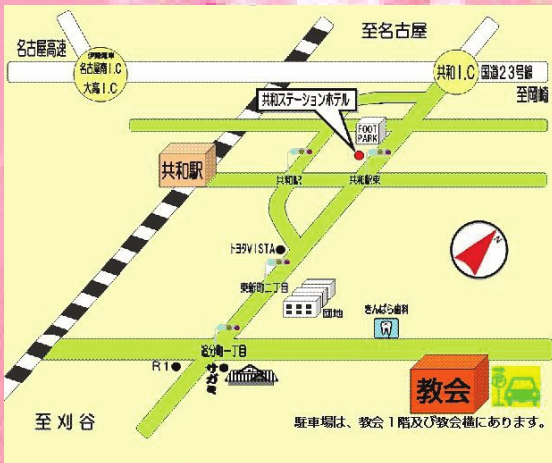 至名古屋
名古屋高速
伊勢湾岸
名古屋南I.C
大高I.C
共和I.C
国道23号線
至岡崎
共和ステーションホテル
FOOT
PARK
共和駅
共和駅
共和駅東
N
トヨタVISTA
東新町二丁目
団地
きんばら歯科
追分町一丁目
R1
サガミ
教会
至刈谷
駐車場は、教会1階及び教会横にあります。